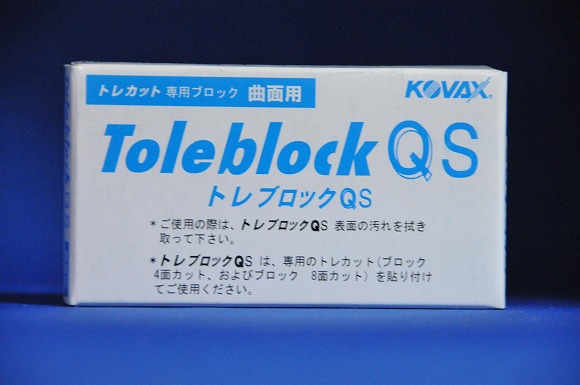 トレカット 専用ブロック 曲面用
KOVAX
Toleblock QS
トレブロックQS
*ご使用の際は、トレブロックQS 表面の汚れを拭き
取って下さい。
*トレブロックQS は、専用のトレカット(ブロック
4面カット、およびブロック 8面カット)を貼り付け
てご使用ください。